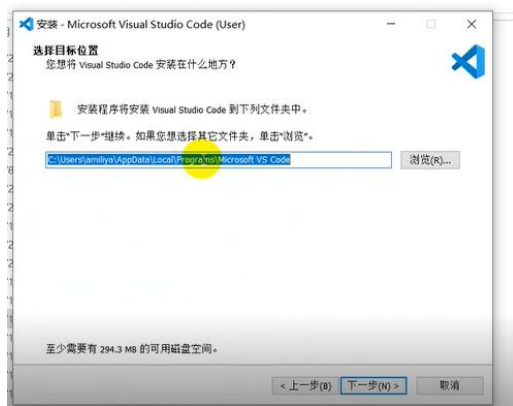 安装 - Microsoft Visual Studio Code (User)
选择目标位置
您想将 Visual Studio Code 安装在什么地方？
安装程序将安装 Visual Studio Code 到下列文件夹中。
单击“下一步”继续。如果您想选择其它文件夹，单击“浏览”。
C:\Users\amiliya\AppData\Local\Programs\Microsoft VS Code
浏览(R)...
至少需要有 294.3 MB 的可用磁盘空间。
< 上一步(B) 下一步(N) > 取消